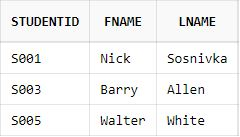 STUDENTID FNAME LNAME
S001 Nick Sosnivka
S003 Barry Allen
S005 Walter White